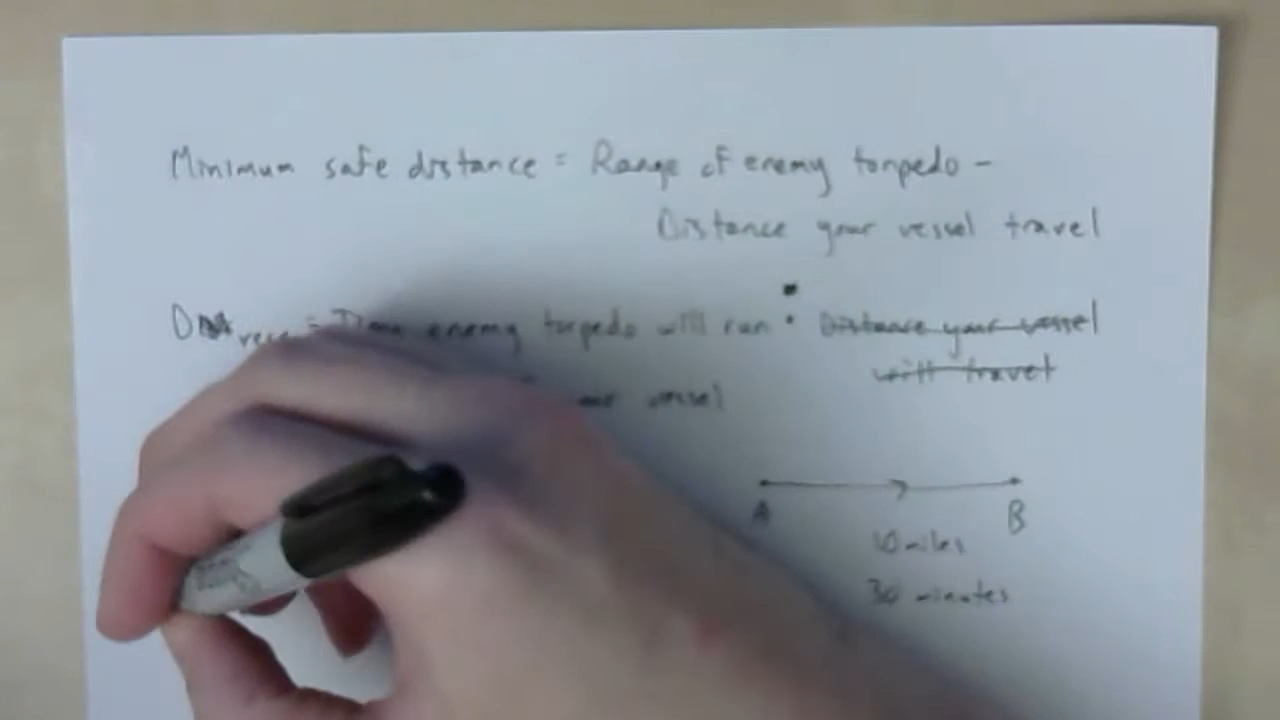 Minimum safe distance = Range of enemy torpedo -
Distance your vessel travel
enemy torpedo will run • Distance your vessel
will travel
vessel
A B
10 miles
30 minutes